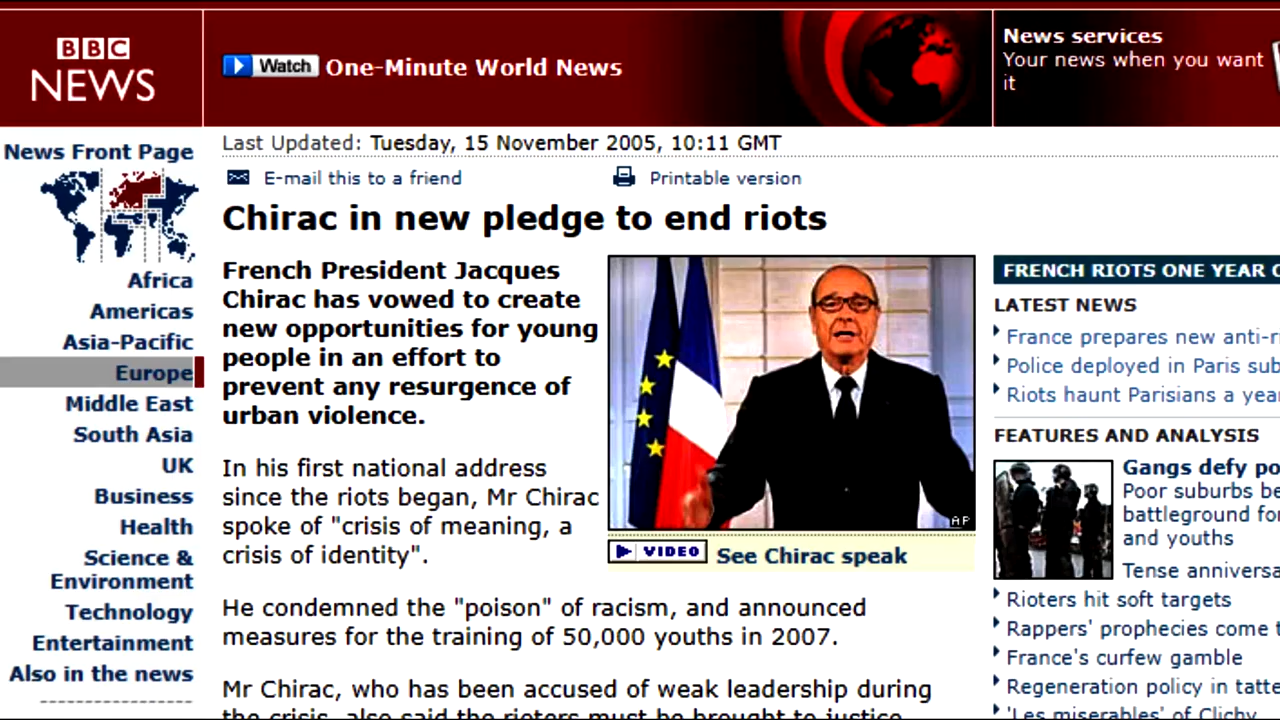 BBC
NEWS
Watch One-Minute World News
News services
Your news when you want
it
News Front Page
Africa
Americas
Asia-Pacific
Europe
Middle East
South Asia
UK
Business
Health
Science &
Environment
Technology
Entertainment
Also in the news
Last Updated: Tuesday, 15 November 2005, 10:11 GMT
E-mail this to a friend
Printable version
Chirac in new pledge to end riots
French President Jacques
Chirac has vowed to create
new opportunities for young
people in an effort to
prevent any resurgence of
urban violence.
In his first national address
since the riots began, Mr Chirac
spoke of "crisis of meaning, a
crisis of identity".
AP
VIDEO See Chirac speak
He condemned the "poison" of racism, and announced
measures for the training of 50,000 youths in 2007.
Mr Chirac, who has been accused of weak leadership during
the crisis, also said the rioters must be brought to justice
FRENCH RIOTS ONE YEAR
LATEST NEWS
France prepares new
Police deployed in Paris
Riots haunt Parisians a
FEATURES AND ANALYSIS
Gangs defy
Poor suburbs
battleground
and youths
Tense
Rioters hit soft targets
Rappers' prophecies come
France's curfew gamble
Regeneration policy in
'Les miserables' of Clichy